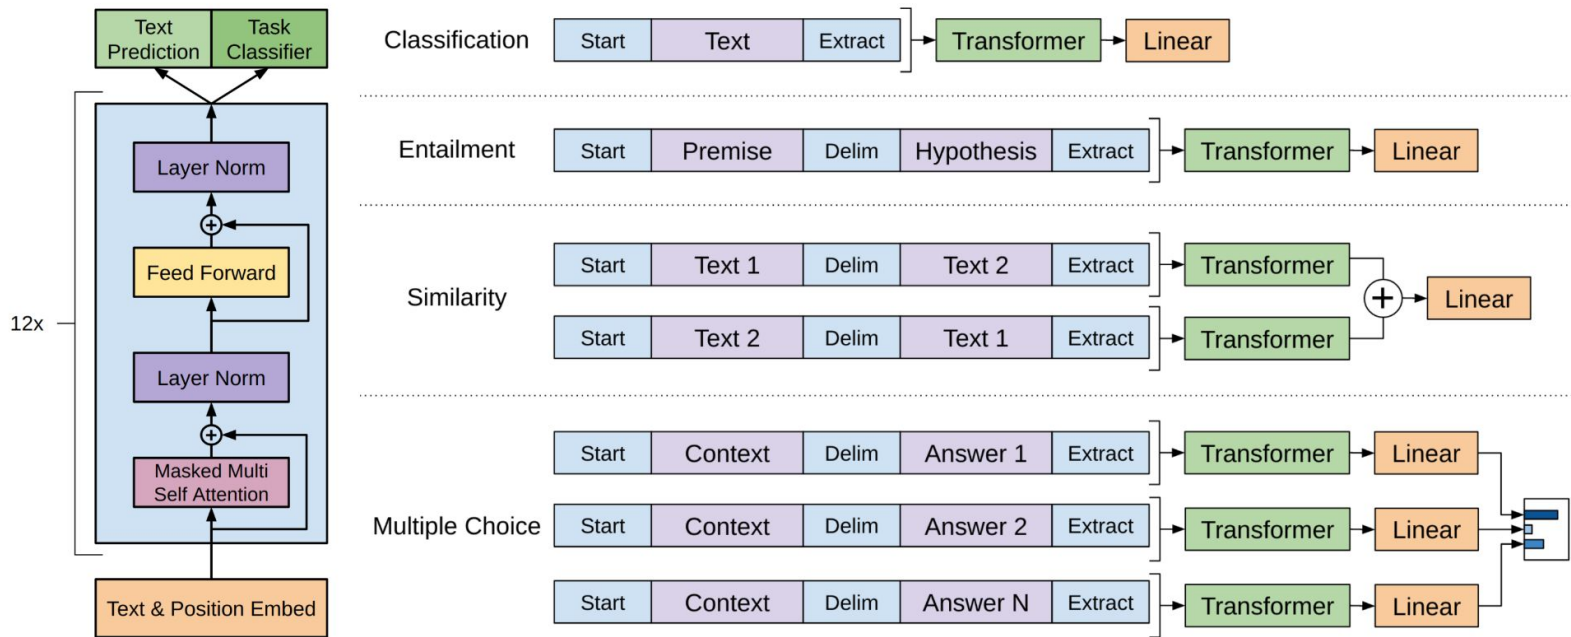 Text
Prediction
Task
Classifier
12x
Layer Norm
Feed Forward
Layer Norm
Masked Multi
Self Attention
Text & Position Embed
Classification
Start Text Extract Transformer Linear
Entailment
Start Premise Delim Hypothesis Extract Transformer Linear
Similarity
Start Text 1 Delim Text 2 Extract Transformer
Start Text 2 Delim Text 1 Extract Transformer
Linear
Multiple Choice
Start Context Delim Answer 1 Extract Transformer Linear
Start Context Delim Answer 2 Extract Transformer Linear
Start Context Delim Answer N Extract Transformer Linear